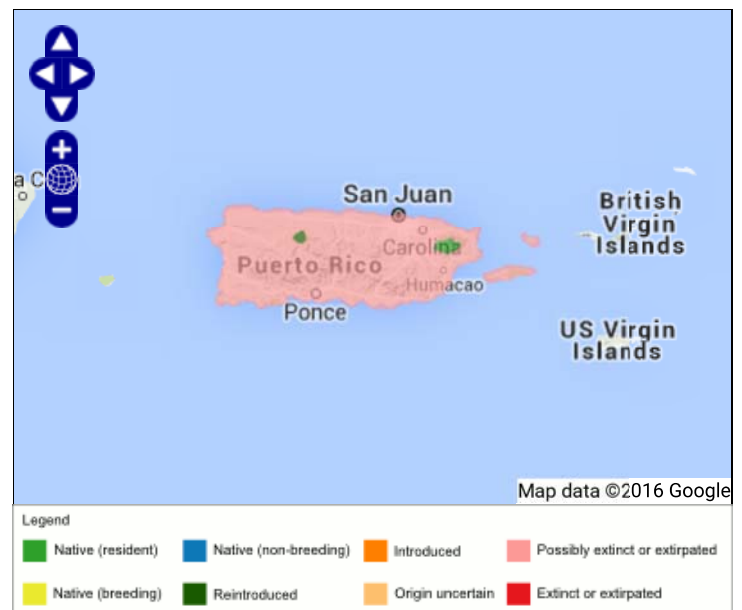 a C
San Juan
British
Virgin
Islands
Carolina
Puerto Rico
Humacao
Ponce
US Virgin
Islands
Map data ©2016 Google
Legend
Native (resident)
Native (non-breeding)
Introduced
Possibly extinct or extirpated
Native (breeding)
Reintroduced
Origin uncertain
Extinct or extirpated